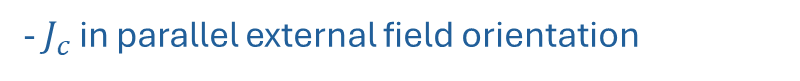 - J_c in parallel external field orientation